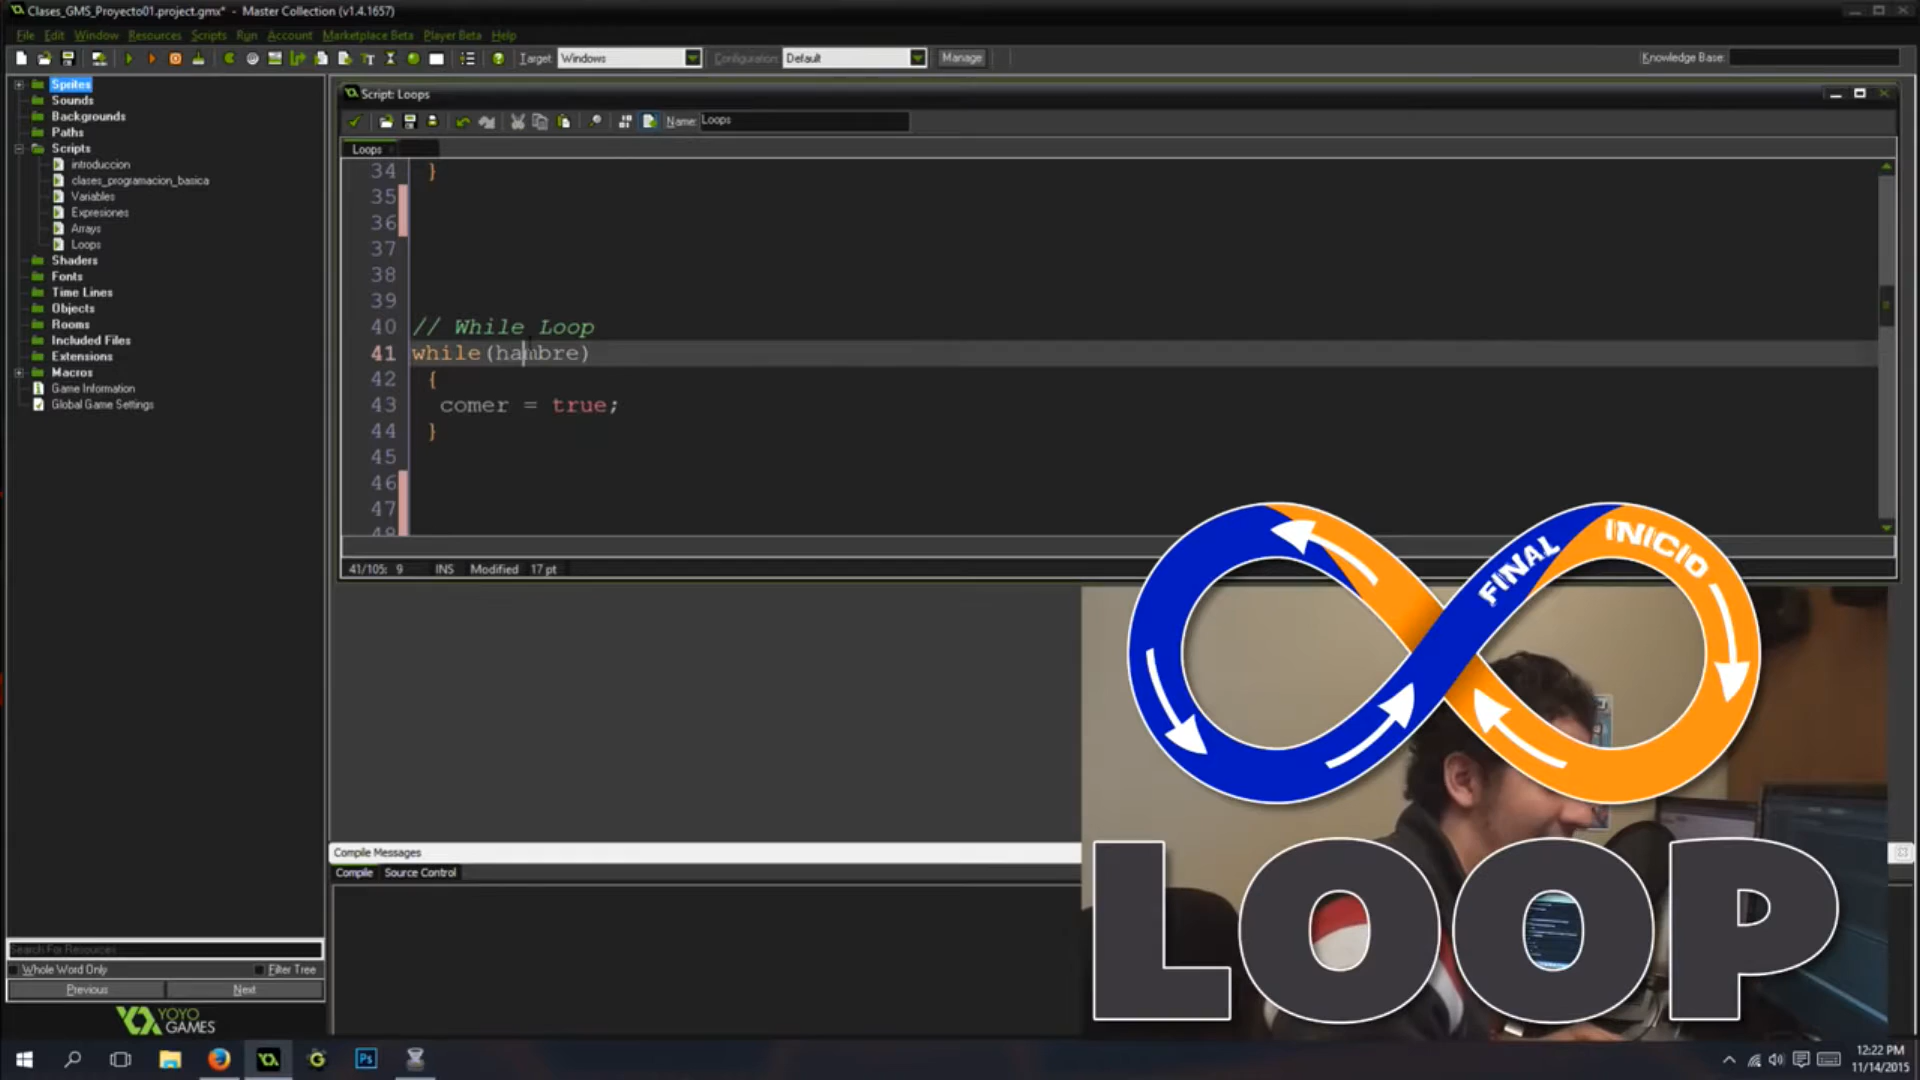 Clases_GMS_Proyecto01.project.gmx* - Master Collection (v1.4.1657)
File Edit Window Resources Scripts Run Account Marketplace Beta Player Beta Help
Target: Windows Configuration: Default Manage Knowledge Base:
Sprites
Sounds
Backgrounds
Paths
Scripts
introduccion
clases_programacion_basica
Variables
Expresiones
Arrays
Loops
Shaders
Fonts
Time Lines
Objects
Rooms
Included Files
Extensions
Macros
Game Information
Global Game Settings
Search For Resources
Whole Word Only Filter Tree
Previous Next
YOYO
GAMES
Script: Loops
Name: Loops
Loops
34 }
35
36
37
38
39
40 // While Loop
41 while(hambre)
42 {
43 comer = true;
44 }
45
46
47
48
41/105: 9 INS Modified 17 pt
FINAL
INICIO
LOOP
Compile Messages
Compile Source Control
Ps
12:22 PM
11/14/2015